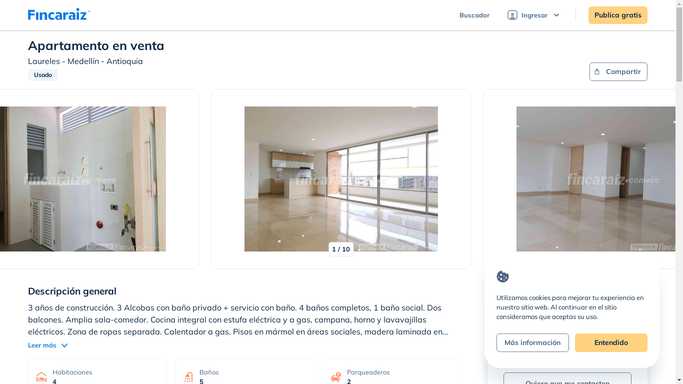 Fincaraiz
Buscador
Ingresar
Publica gratis
Apartamento en venta
Laureles - Medellín - Antioquia
Usado
Compartir
fincaraiz
fincaraiz
fincaraiz
1 / 10
Descripción general
3 años de construcción. 3 Alcobas con baño privado + servicio con baño. 4 baños completos, 1 baño social. Dos
balcones. Amplia sala-comedor. Cocina integral con estufa eléctrica y a gas, campana, horno y lavavajillas
eléctricos. Zona de ropas separada. Calentador a gas. Pisos en mármol en áreas sociales, madera laminada en...
Leer más
Habitaciones
4
Baños
5
Parqueaderos
2
Utilizamos cookies para mejorar tu experiencia en
nuestro sitio web. Al continuar en el sitio
consideramos que aceptas su uso.
Más información
Entendido
Quiero que me contacten